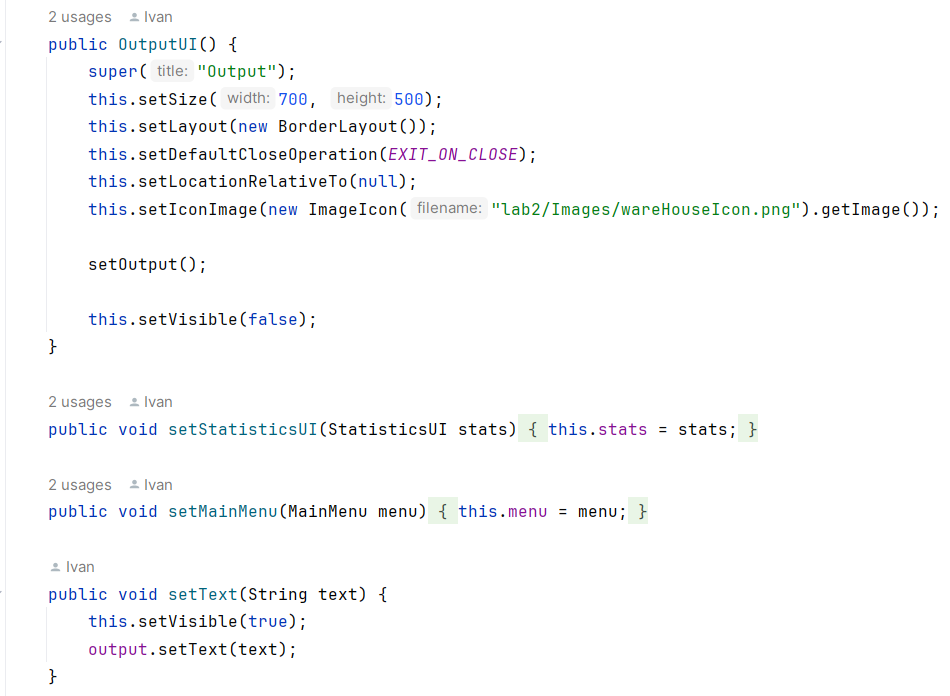 2 usages Ivan
public OutputUI() {
super( title: "Output");
this.setSize( width: 700, height: 500);
this.setLayout(new BorderLayout());
this.setDefaultCloseOperation(EXIT_ON_CLOSE);
this.setLocationRelativeTo(null);
this.setIconImage(new ImageIcon( filename: "lab2/Images/wareHouseIcon.png").getImage());
setOutput();
this.setVisible(false);
}
2 usages Ivan
public void setStatisticsUI(StatisticsUI stats) { this.stats = stats; }
2 usages Ivan
public void setMainMenu(MainMenu menu) { this.menu = menu; }
Ivan
public void setText(String text) {
this.setVisible(true);
output.setText(text);
}